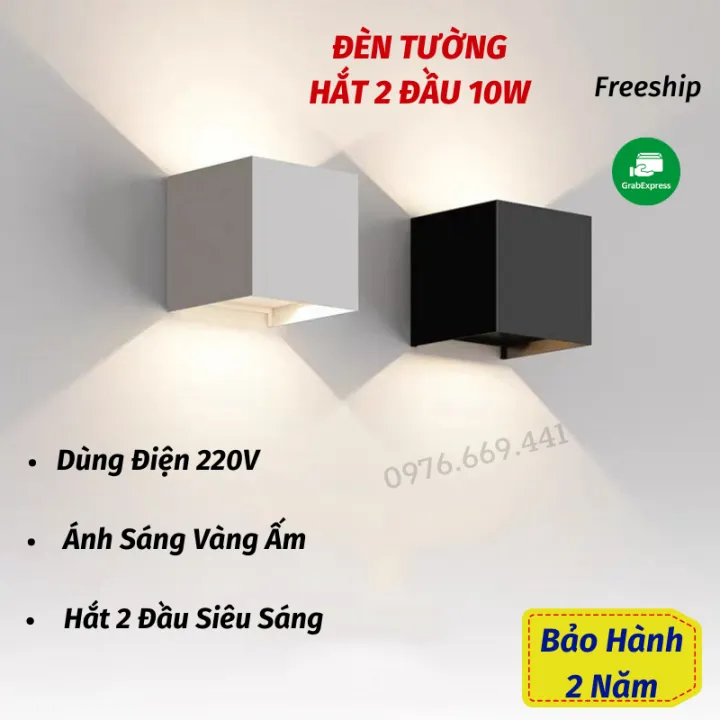 ĐÈN TƯỜNG
HẮT 2 ĐẦU 10W
Freeship
GrabExpress
0976.669.441
• Dùng Điện 220V
• Ánh Sáng Vàng Ấm
• Hắt 2 Đầu Siêu Sáng
Bảo Hành
2 Năm